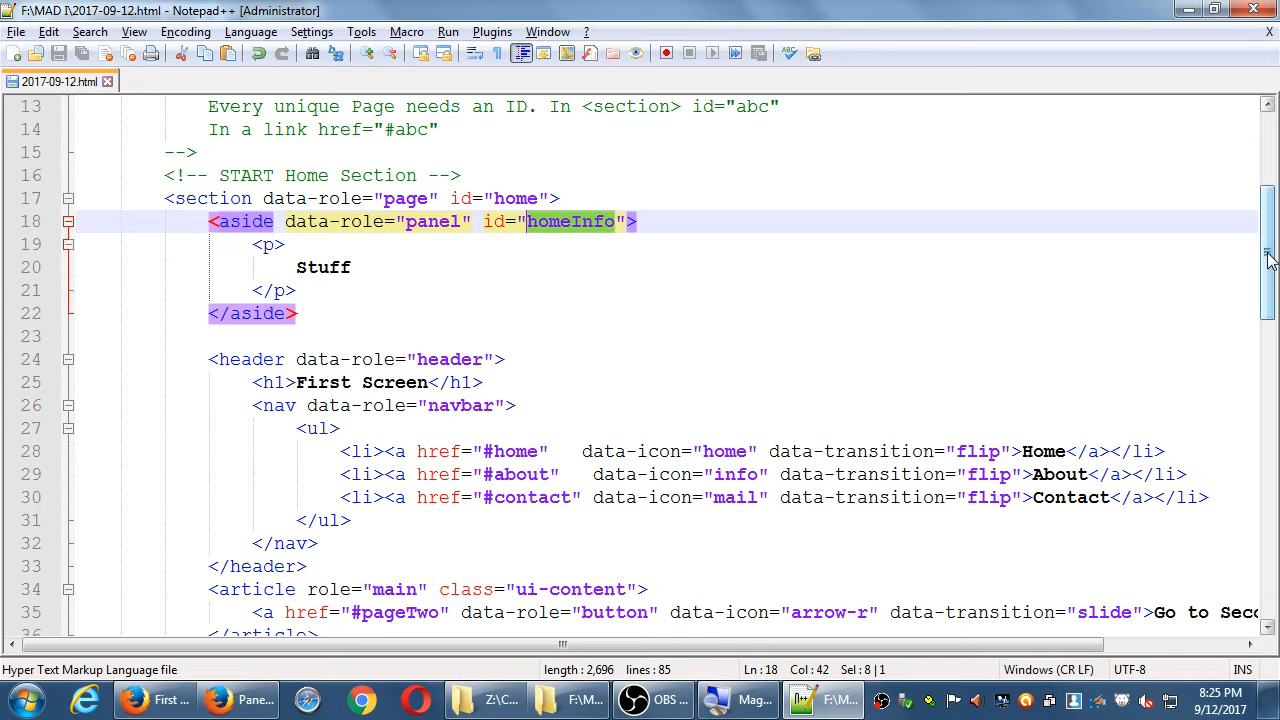 F:\MAD I\2017-09-12.html - Notepad++ [Administrator]
File Edit Search View Encoding Language Settings Tools Macro Run Plugins Window ? X
2017-09-12.html
13 Every unique Page needs an ID. In <section> id="abc"
14 In a link href="#abc"
15 -->
16 <!-- START Home Section -->
17 <section data-role="page" id="home">
18 <aside data-role="panel" id="homeInfo">
19 <p>
20 Stuff
21 </p>
22 </aside>
23
24 <header data-role="header">
25 <h1>First Screen</h1>
26 <nav data-role="navbar">
27 <ul>
28 <li><a href="#home" data-icon="home" data-transition="flip">Home</a></li>
29 <li><a href="#about" data-icon="info" data-transition="flip">About</a></li>
30 <li><a href="#contact" data-icon="mail" data-transition="flip">Contact</a></li>
31 </ul>
32 </nav>
33 </header>
34 <article role="main" class="ui-content">
35 <a href="#pageTwo" data-role="button" data-icon="arrow-r" data-transition="slide">Go to Sec
36 </article>
Hyper Text Markup Language file length : 2,696 lines : 85 Ln : 18 Col : 42 Sel : 8 | 1 Windows (CR LF) UTF-8 INS
First ... Pane... Z:\C... F:\M... OBS ... Mag... F:\M... 8:25 PM
9/12/2017